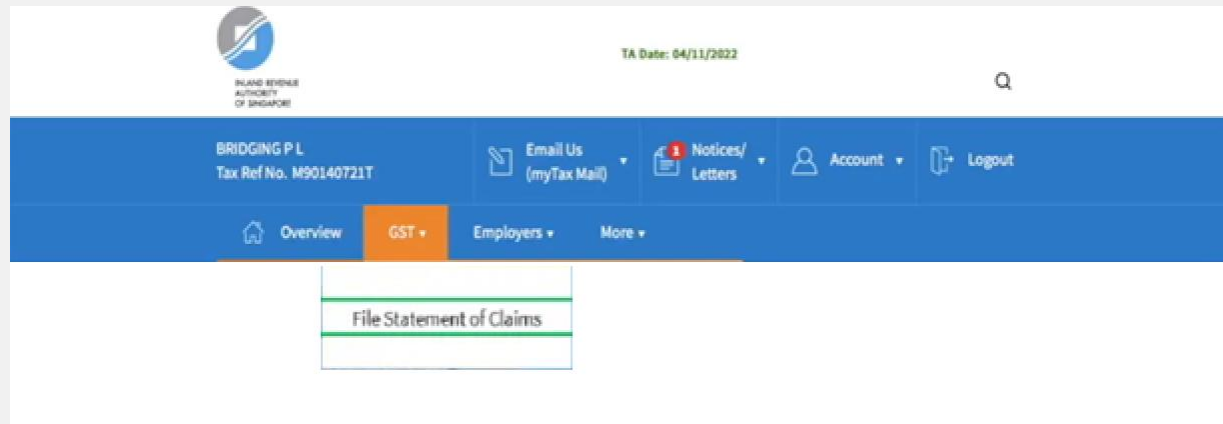 INLAND REVENUE
AUTHORITY
OF SINGAPORE
TA Date: 04/11/2022
BRIDGING P L
Tax Ref No. M90140721T
Email Us
(myTax Mail)
1
Notices/
Letters
Account
Logout
Overview
GST
Employers
More
File Statement of Claims